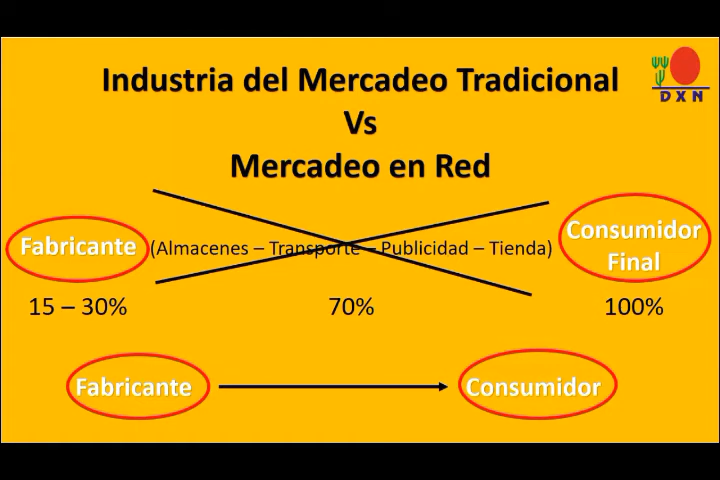 Industria del Mercadeo Tradicional
Vs
Mercadeo en Red
DXN
Fabricante (Almacenes – Transporte – Publicidad – Tienda) Consumidor
Final
15 – 30% 70% 100%
Fabricante Consumidor